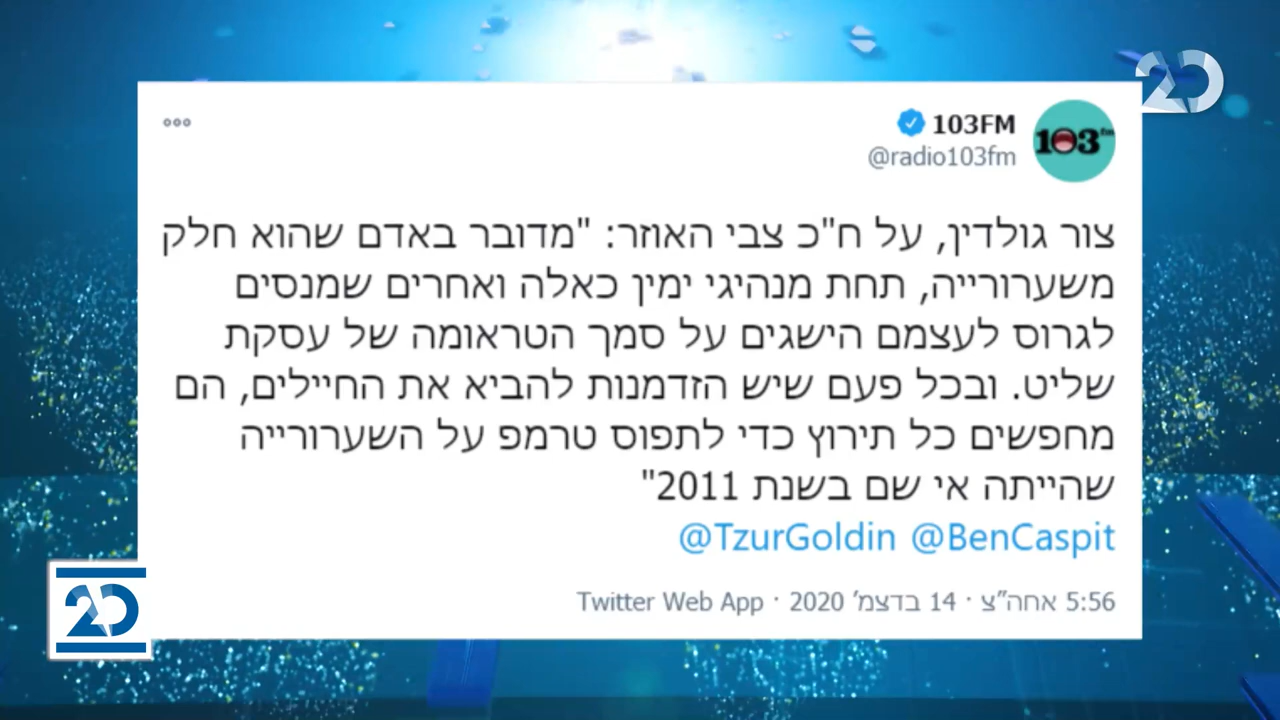 20
103FM
@radio103fm
103fm
צור גולדין, על ח"כ צבי האוזר: "מדובר באדם שהוא חלק
משערורייה, תחת מנהיגי ימין כאלה ואחרים שמנסים
לגרוס לעצמם הישגים על סמך הטראומה של עסקת
שליט. ובכל פעם שיש הזדמנות להביא את החיילים, הם
מחפשים כל תירוץ כדי לתפוס טרמפ על השערורייה
שהייתה אי שם בשנת 2011"
@TzurGoldin @BenCaspit
5:56 אחה"צ · 14 בדצמ' 2020 · Twitter Web App
20